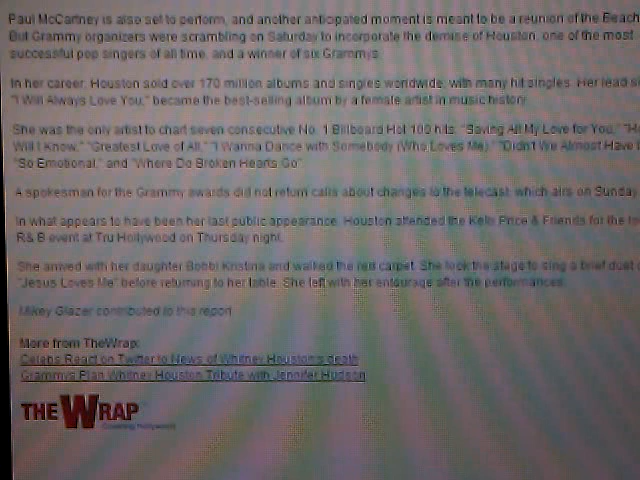 Paul McCartney is also set to perform, and another anticipated moment is meant to be a reunion of the Beach
But Grammy organizers were scrambling on Saturday to incorporate the demise of Houston, one of the most
successful pop singers of all time, and a winner of six Grammys.
In her career, Houston sold over 170 million albums and singles worldwide, with many hit singles. Her lead
"I Will Always Love You," became the best-selling album by a female artist in music history.
She was the only artist to chart seven consecutive No. 1 Billboard Hot 100 hits: "Saving All My Love for You,"
Will I Know," "Greatest Love of All," "I Wanna Dance with Somebody (Who Loves Me)," "Didn't We Almost Have
"So Emotional," and "Where Do Broken Hearts Go".
A spokesman for the Grammy awards did not return calls about changes to the telecast, which airs on Sunday
In what appears to have been her last public appearance, Houston attended the Kelly Price & Friends for the
R&B event at Tru Hollywood on Thursday night.
She arrived with her daughter Bobbi Kristina and walked the red carpet. She took the stage to sing a brief duet
"Jesus Loves Me" before returning to her table. She left with her entourage after the performances.
Mikey Glazer contributed to this report.
More from TheWrap:
Celebs React on Twitter to News of Whitney Houston's death
Grammys Plan Whitney Houston Tribute with Jennifer Hudson
THE WRAP
Covering Hollywood